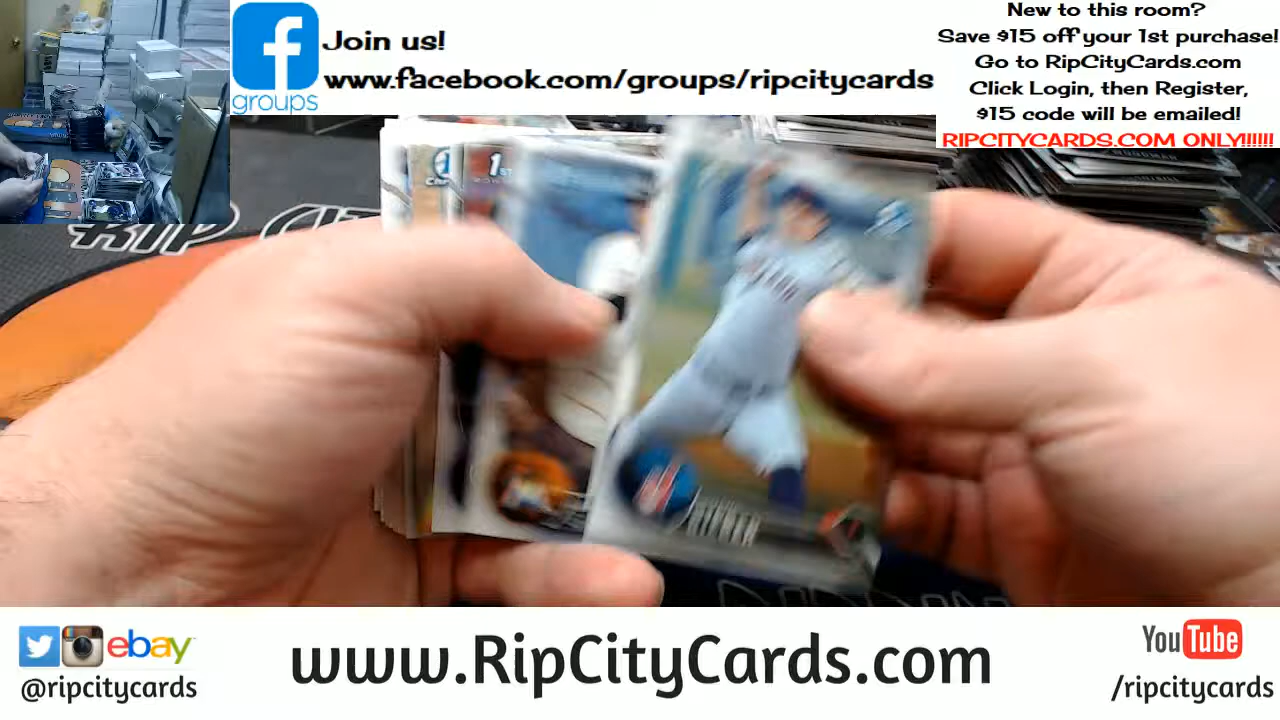 Join us!
www.facebook.com/groups/ripcitycards
groups
New to this room?
Save $15 off your 1st purchase!
Go to RipCityCards.com
Click Login, then Register,
$15 code will be emailed!
RIPCITYCARDS.COM ONLY!!!!!!
RIP
1ST
ebay
@ripcitycards
www.RipCityCards.com
YouTube
/ripcitycards